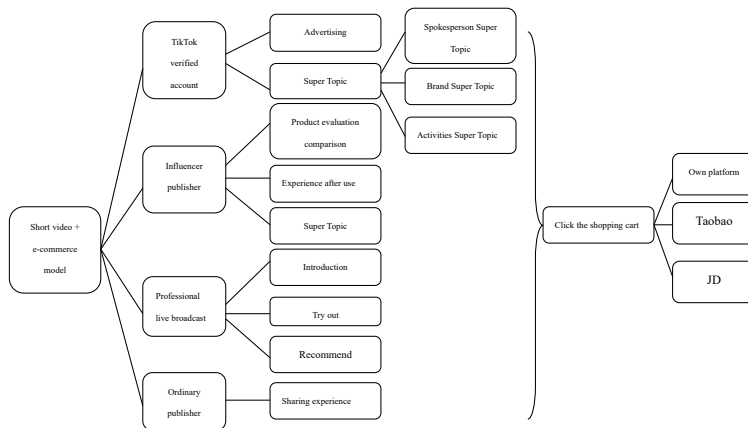 Short video +
e-commerce
model
TikTok
verified
account
Advertising
Super Topic
Spokesperson Super
Topic
Brand Super Topic
Activities Super Topic
Influencer
publisher
Product evaluation
comparison
Experience after use
Super Topic
Professional
live broadcast
Introduction
Try out
Recommend
Ordinary
publisher
Sharing experience
Click the shopping cart
Own platform
Taobao
JD